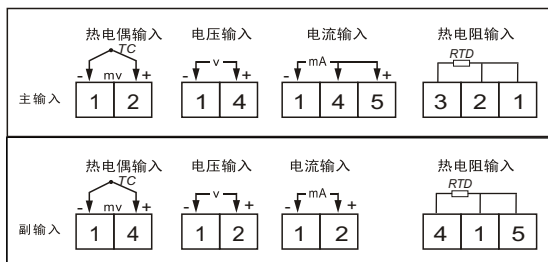 热电偶输入 电压输入 电流输入 热电阻输入
TC v mA RTD
- mv + - + - + 
主输入 1 2 1 4 1 4 5 3 2 1
热电偶输入 电压输入 电流输入 热电阻输入
TC v mA RTD
- mv + - + - +
副输入 1 4 1 2 1 2 4 1 5